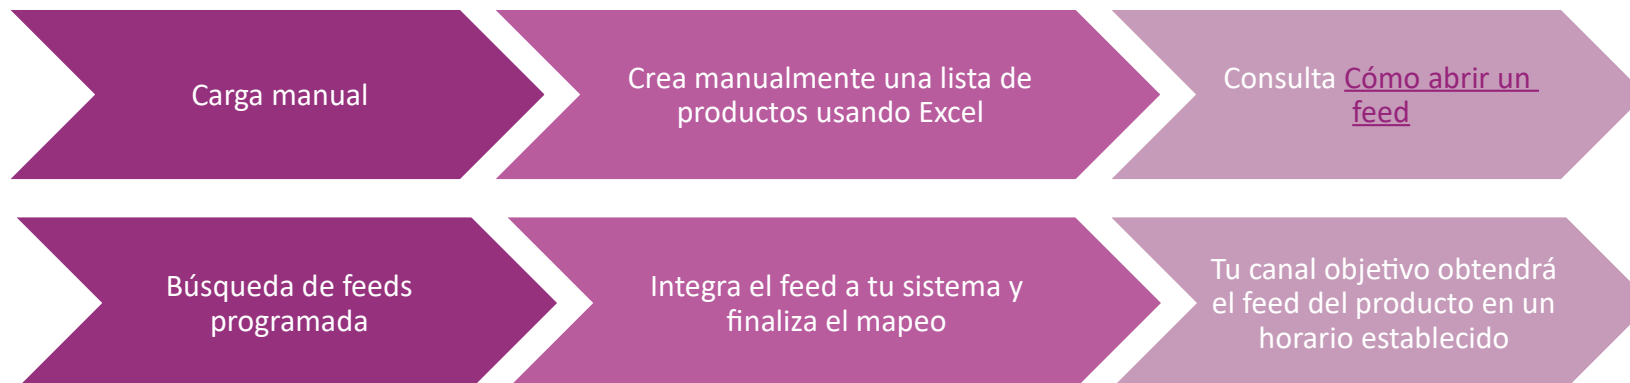 Carga manual
Crea manualmente una lista de
productos usando Excel
Consulta Cómo abrir un
feed
Búsqueda de feeds
programada
Integra el feed a tu sistema y
finaliza el mapeo
Tu canal objetivo obtendrá
el feed del producto en un
horario establecido